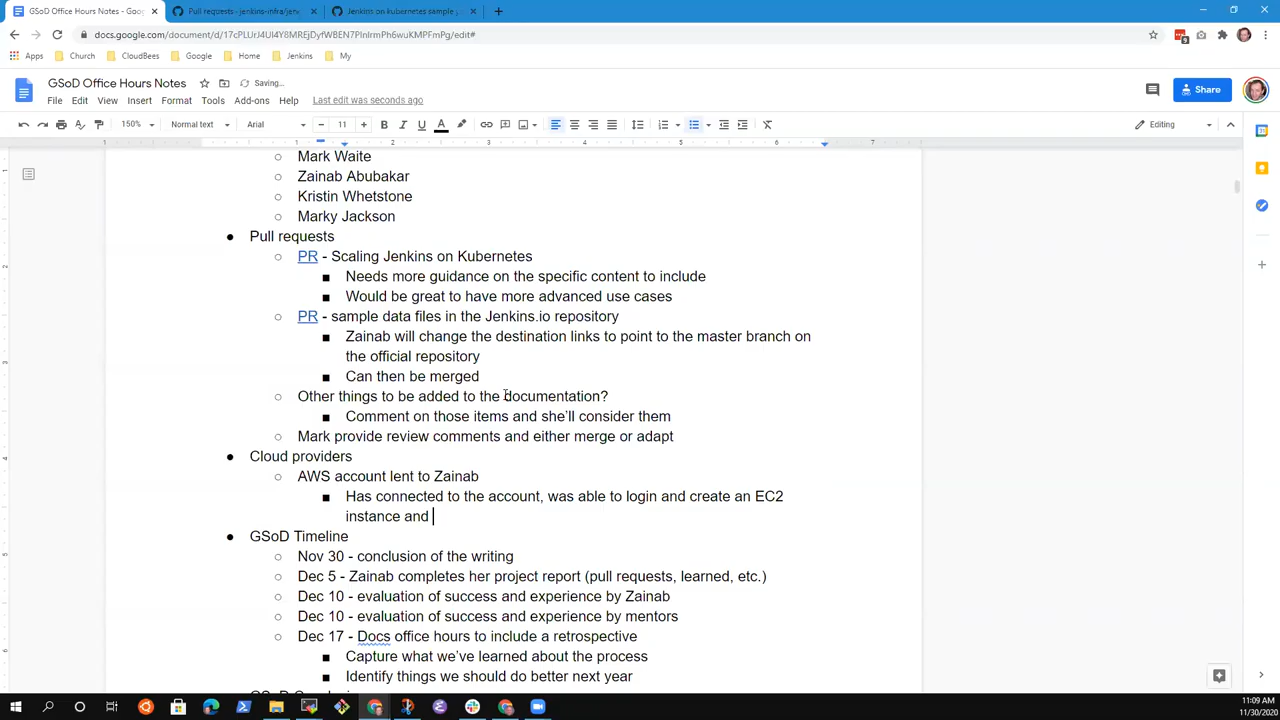 GSoD Office Hours Notes - Goo
Pull requests · jenkins-infra/jen
Jenkins on kubernetes sample
docs.google.com/document/d/17cPLUrJ4Ul4Y8MREjDyfWBEN7PlnlrmPh6wuKMPFmPg/edit#
Apps
Church
CloudBees
Google
Home
Jenkins
My
GSoD Office Hours Notes
Saving...
File Edit View Insert Format Tools Add-ons Help
Last edit was seconds ago
Share
150%
Normal text
Arial
11
Editing
1 1 2 3 4 5 6 7
Mark Waite
Zainab Abubakar
Kristin Whetstone
Marky Jackson
Pull requests
PR - Scaling Jenkins on Kubernetes
Needs more guidance on the specific content to include
Would be great to have more advanced use cases
PR - sample data files in the Jenkins.io repository
Zainab will change the destination links to point to the master branch on
the official repository
Can then be merged
Other things to be added to the documentation?
Comment on those items and she'll consider them
Mark provide review comments and either merge or adapt
Cloud providers
AWS account lent to Zainab
Has connected to the account, was able to login and create an EC2
instance and
GSoD Timeline
Nov 30 - conclusion of the writing
Dec 5 - Zainab completes her project report (pull requests, learned, etc.)
Dec 10 - evaluation of success and experience by Zainab
Dec 10 - evaluation of success and experience by mentors
Dec 17 - Docs office hours to include a retrospective
Capture what we've learned about the process
Identify things we should do better next year
11:09 AM
11/30/2020